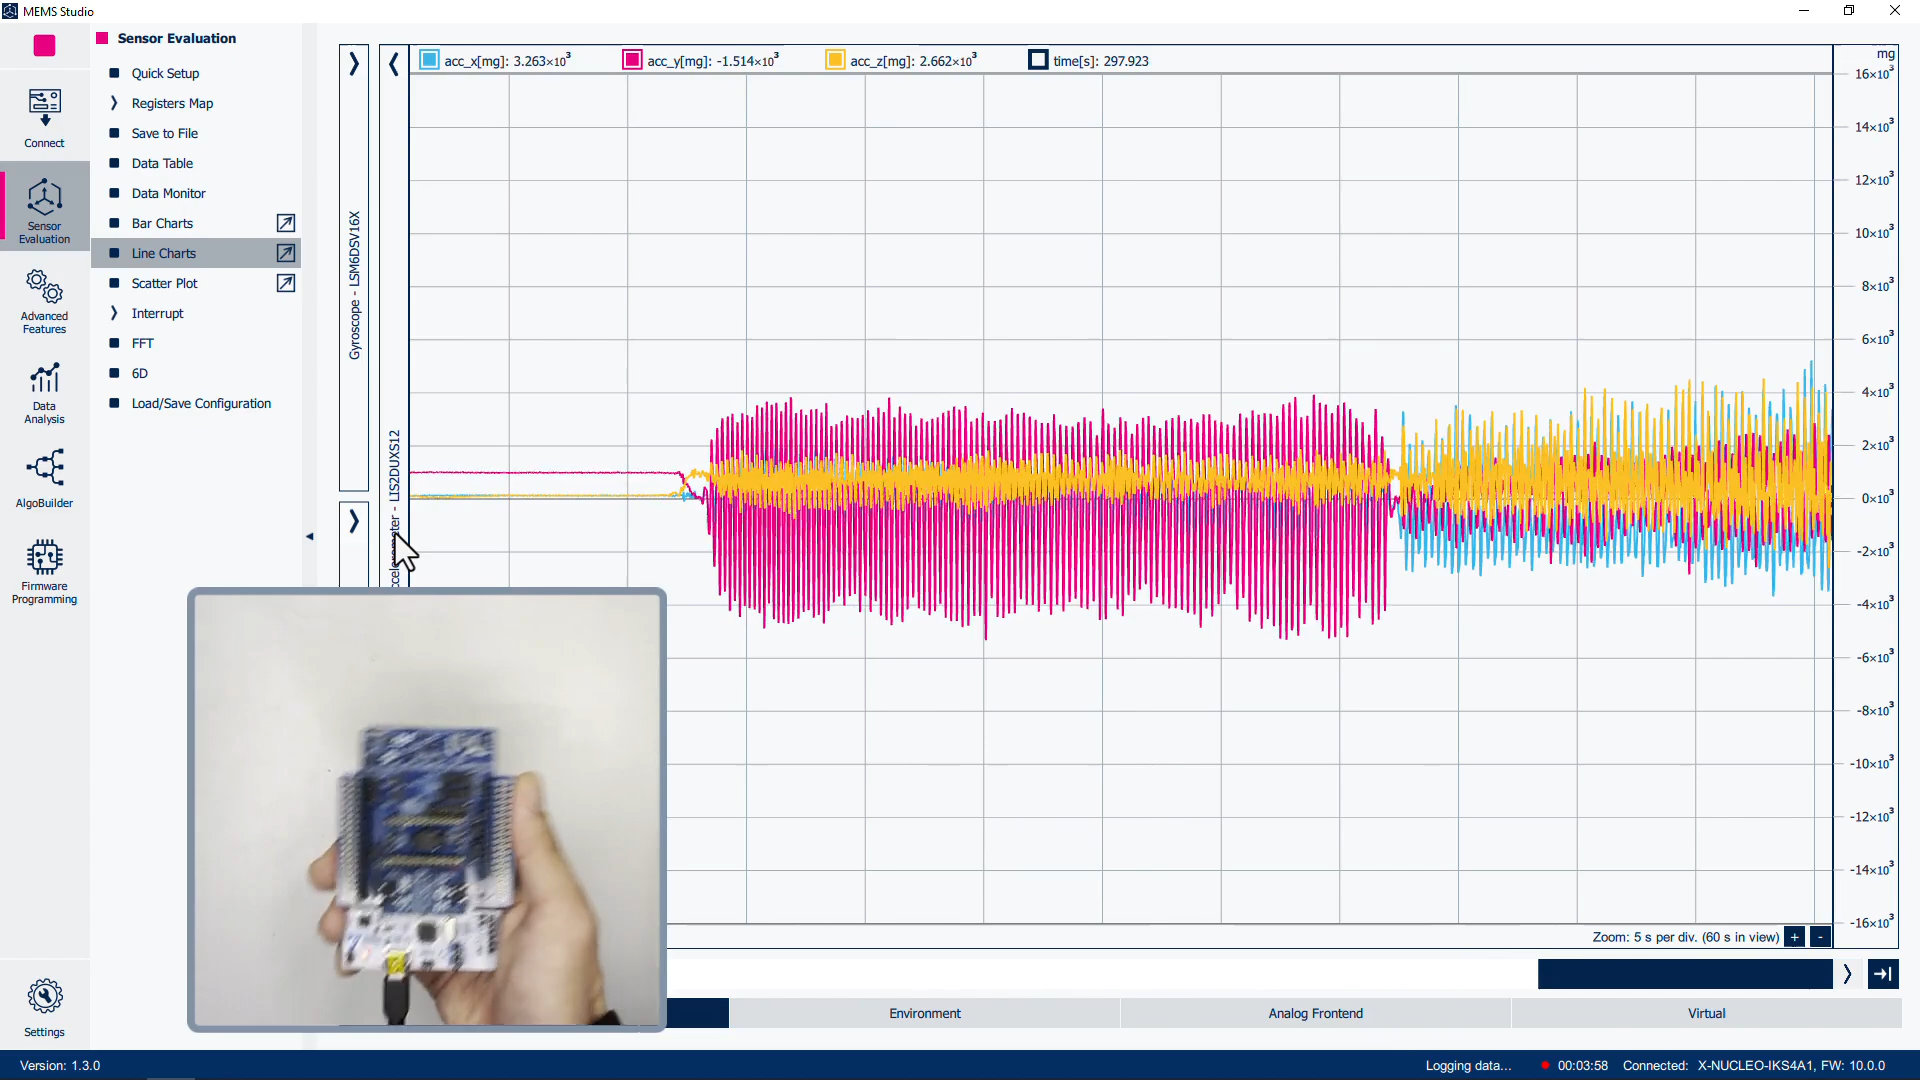 MEMS Studio
Connect
Sensor
Evaluation
Advanced
Features
Data
Analysis
AlgoBuilder
Firmware
Programming
Settings
Sensor Evaluation
Quick Setup
Registers Map
Save to File
Data Table
Data Monitor
Bar Charts
Line Charts
Scatter Plot
Interrupt
FFT
6D
Load/Save Configuration
Gyroscope - LSM6DSV16X
ccelerometer - LIS2DUXS12
acc_x[mg]: 3.263×10³
acc_y[mg]: -1.514×10³
acc_z[mg]: 2.662×10³
time[s]: 297.923
mg
16×10³
14×10³
12×10³
10×10³
8×10³
6×10³
4×10³
2×10³
0×10³
-2×10³
-4×10³
-6×10³
-8×10³
-10×10³
-12×10³
-14×10³
-16×10³
Zoom: 5 s per div. (60 s in view) + -
Environment
Analog Frontend
Virtual
Version: 1.3.0
Logging data...
00:03:58
Connected: X-NUCLEO-IKS4A1, FW: 10.0.0